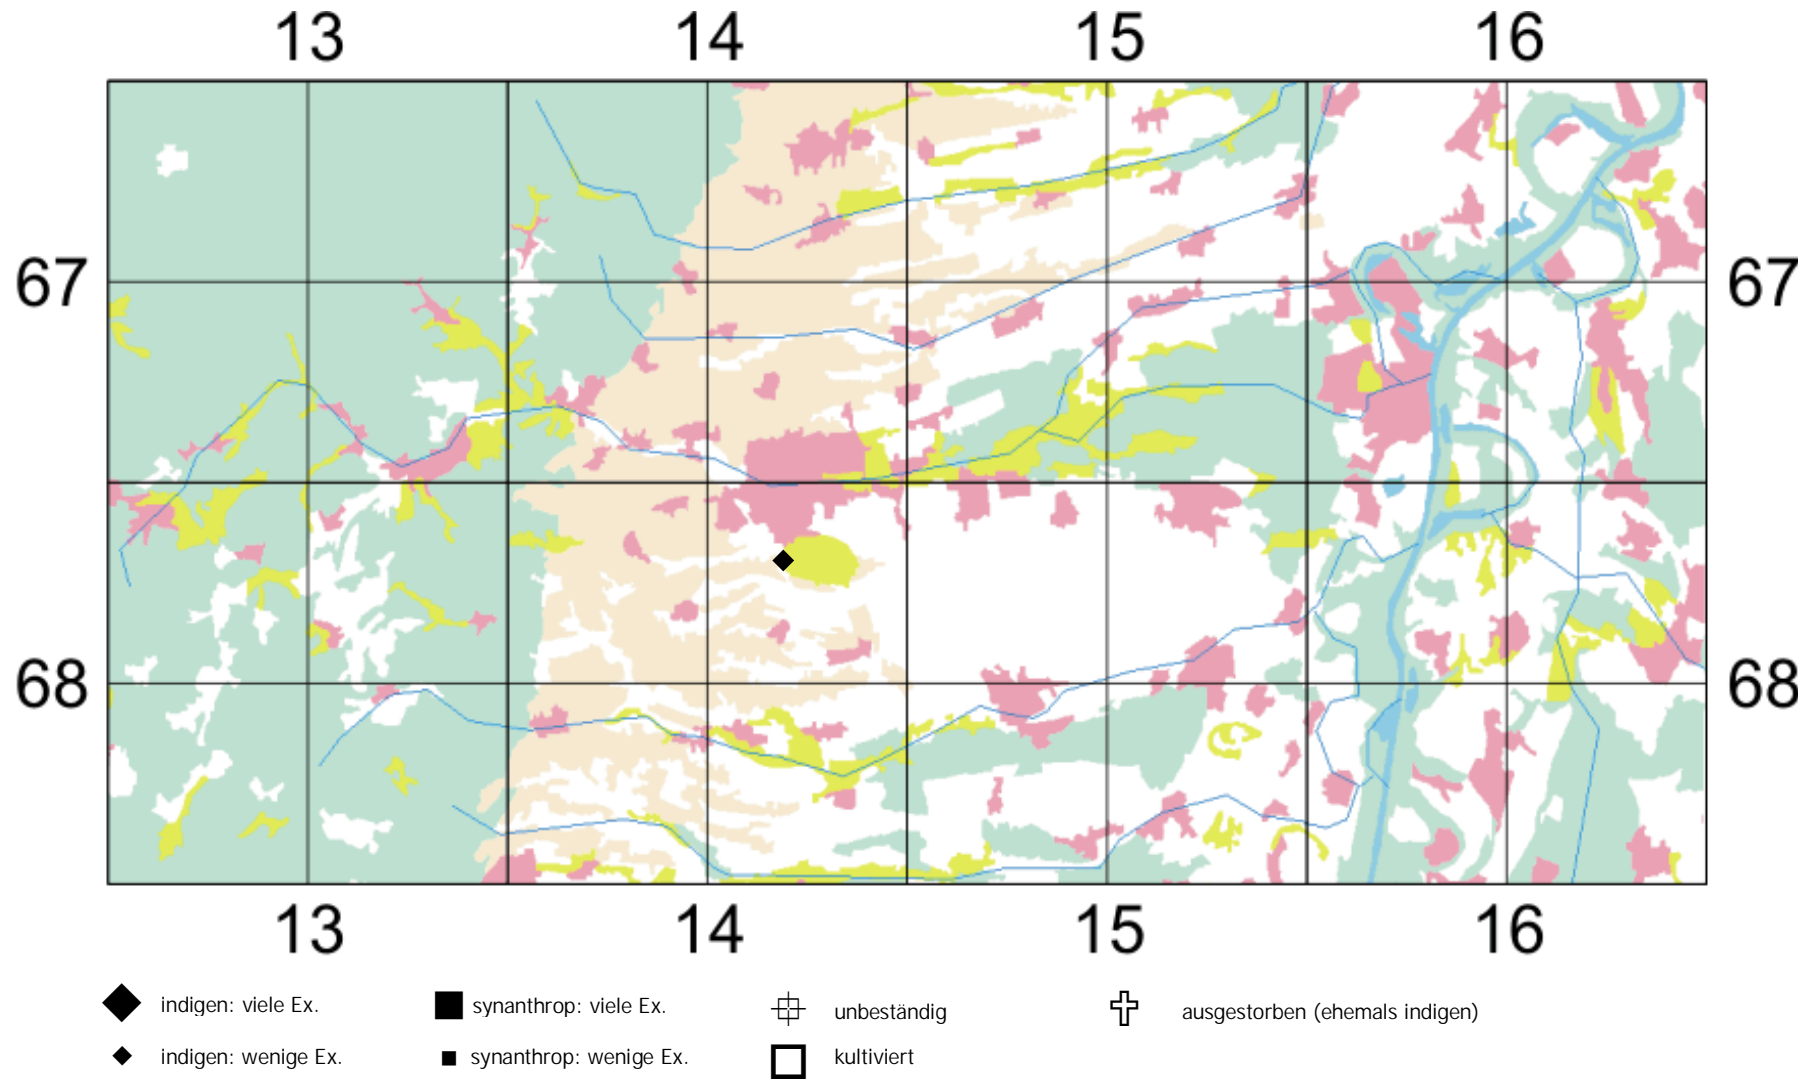 13 14 15 16
67 67
68 68
13 14 15 16
indigen: viele Ex. synanthrop: viele Ex. unbeständig ausgestorben (ehemals indigen)
indigen: wenige Ex. synanthrop: wenige Ex. kultiviert